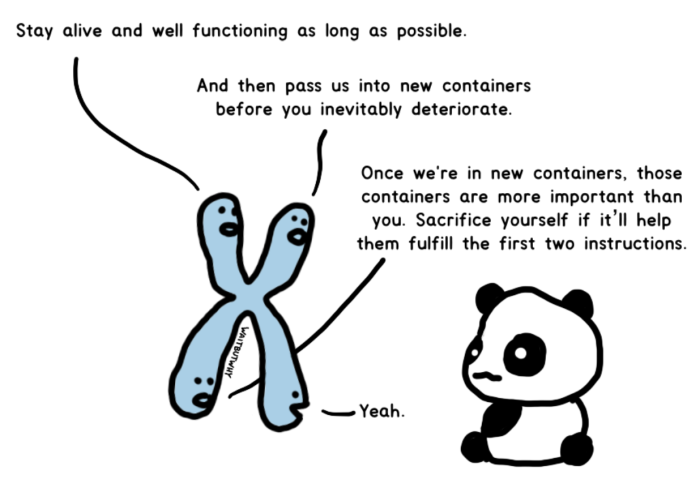 Stay alive and well functioning as long as possible.
And then pass us into new containers
before you inevitably deteriorate.
Once we're in new containers, those
containers are more important than
you. Sacrifice yourself if it'll help
them fulfill the first two instructions.
WAITBUTWHY
Yeah.